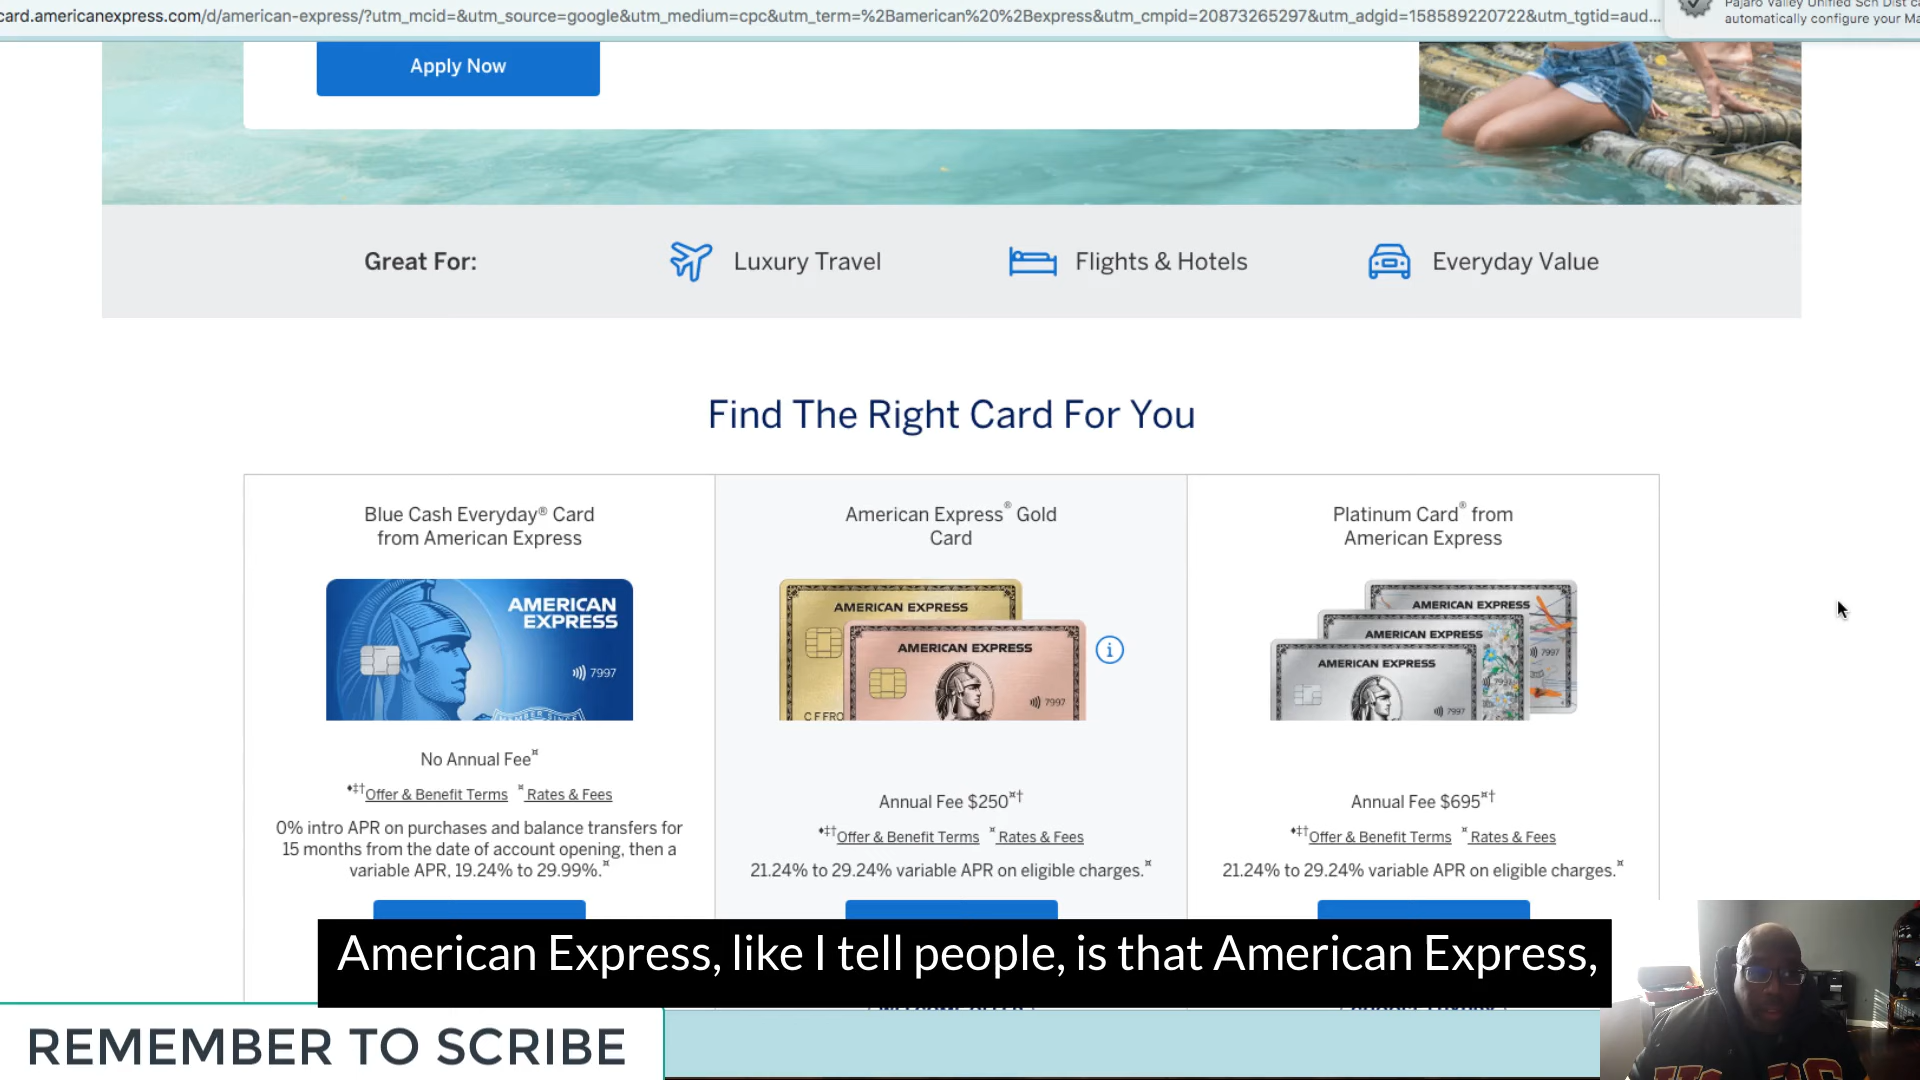 card.americanexpress.com/d/american-express/?utm_mcid=&utm_source=google&utm_medium=cpc&utm_term=%2Bamerican%20%2Bexpress&utm_cmpid=20873265297&utm_adgid=158589220722&utm_tgtid=aud...
Pajaro Valley Unified Sch Dist ca
automatically configure your Ma
Apply Now
Great For:
Luxury Travel
Flights & Hotels
Everyday Value
Find The Right Card For You
Blue Cash Everyday® Card
from American Express
AMERICAN
EXPRESS
7997
No Annual Fee¤
♦‡†Offer & Benefit Terms ¤Rates & Fees
0% intro APR on purchases and balance transfers for
15 months from the date of account opening, then a
variable APR, 19.24% to 29.99%.¤
American Express® Gold
Card
AMERICAN EXPRESS
AMERICAN EXPRESS
C F FRO
7997
Annual Fee $250¤†
♦‡†Offer & Benefit Terms ¤Rates & Fees
21.24% to 29.24% variable APR on eligible charges.¤
Platinum Card® from
American Express
AMERICAN EXPRESS
AMERICAN EXPRESS
AMERICAN EXPRESS
7997
7997
7997
Annual Fee $695¤†
♦‡†Offer & Benefit Terms ¤Rates & Fees
21.24% to 29.24% variable APR on eligible charges.¤
American Express, like I tell people, is that American Express,
REMEMBER TO SCRIBE